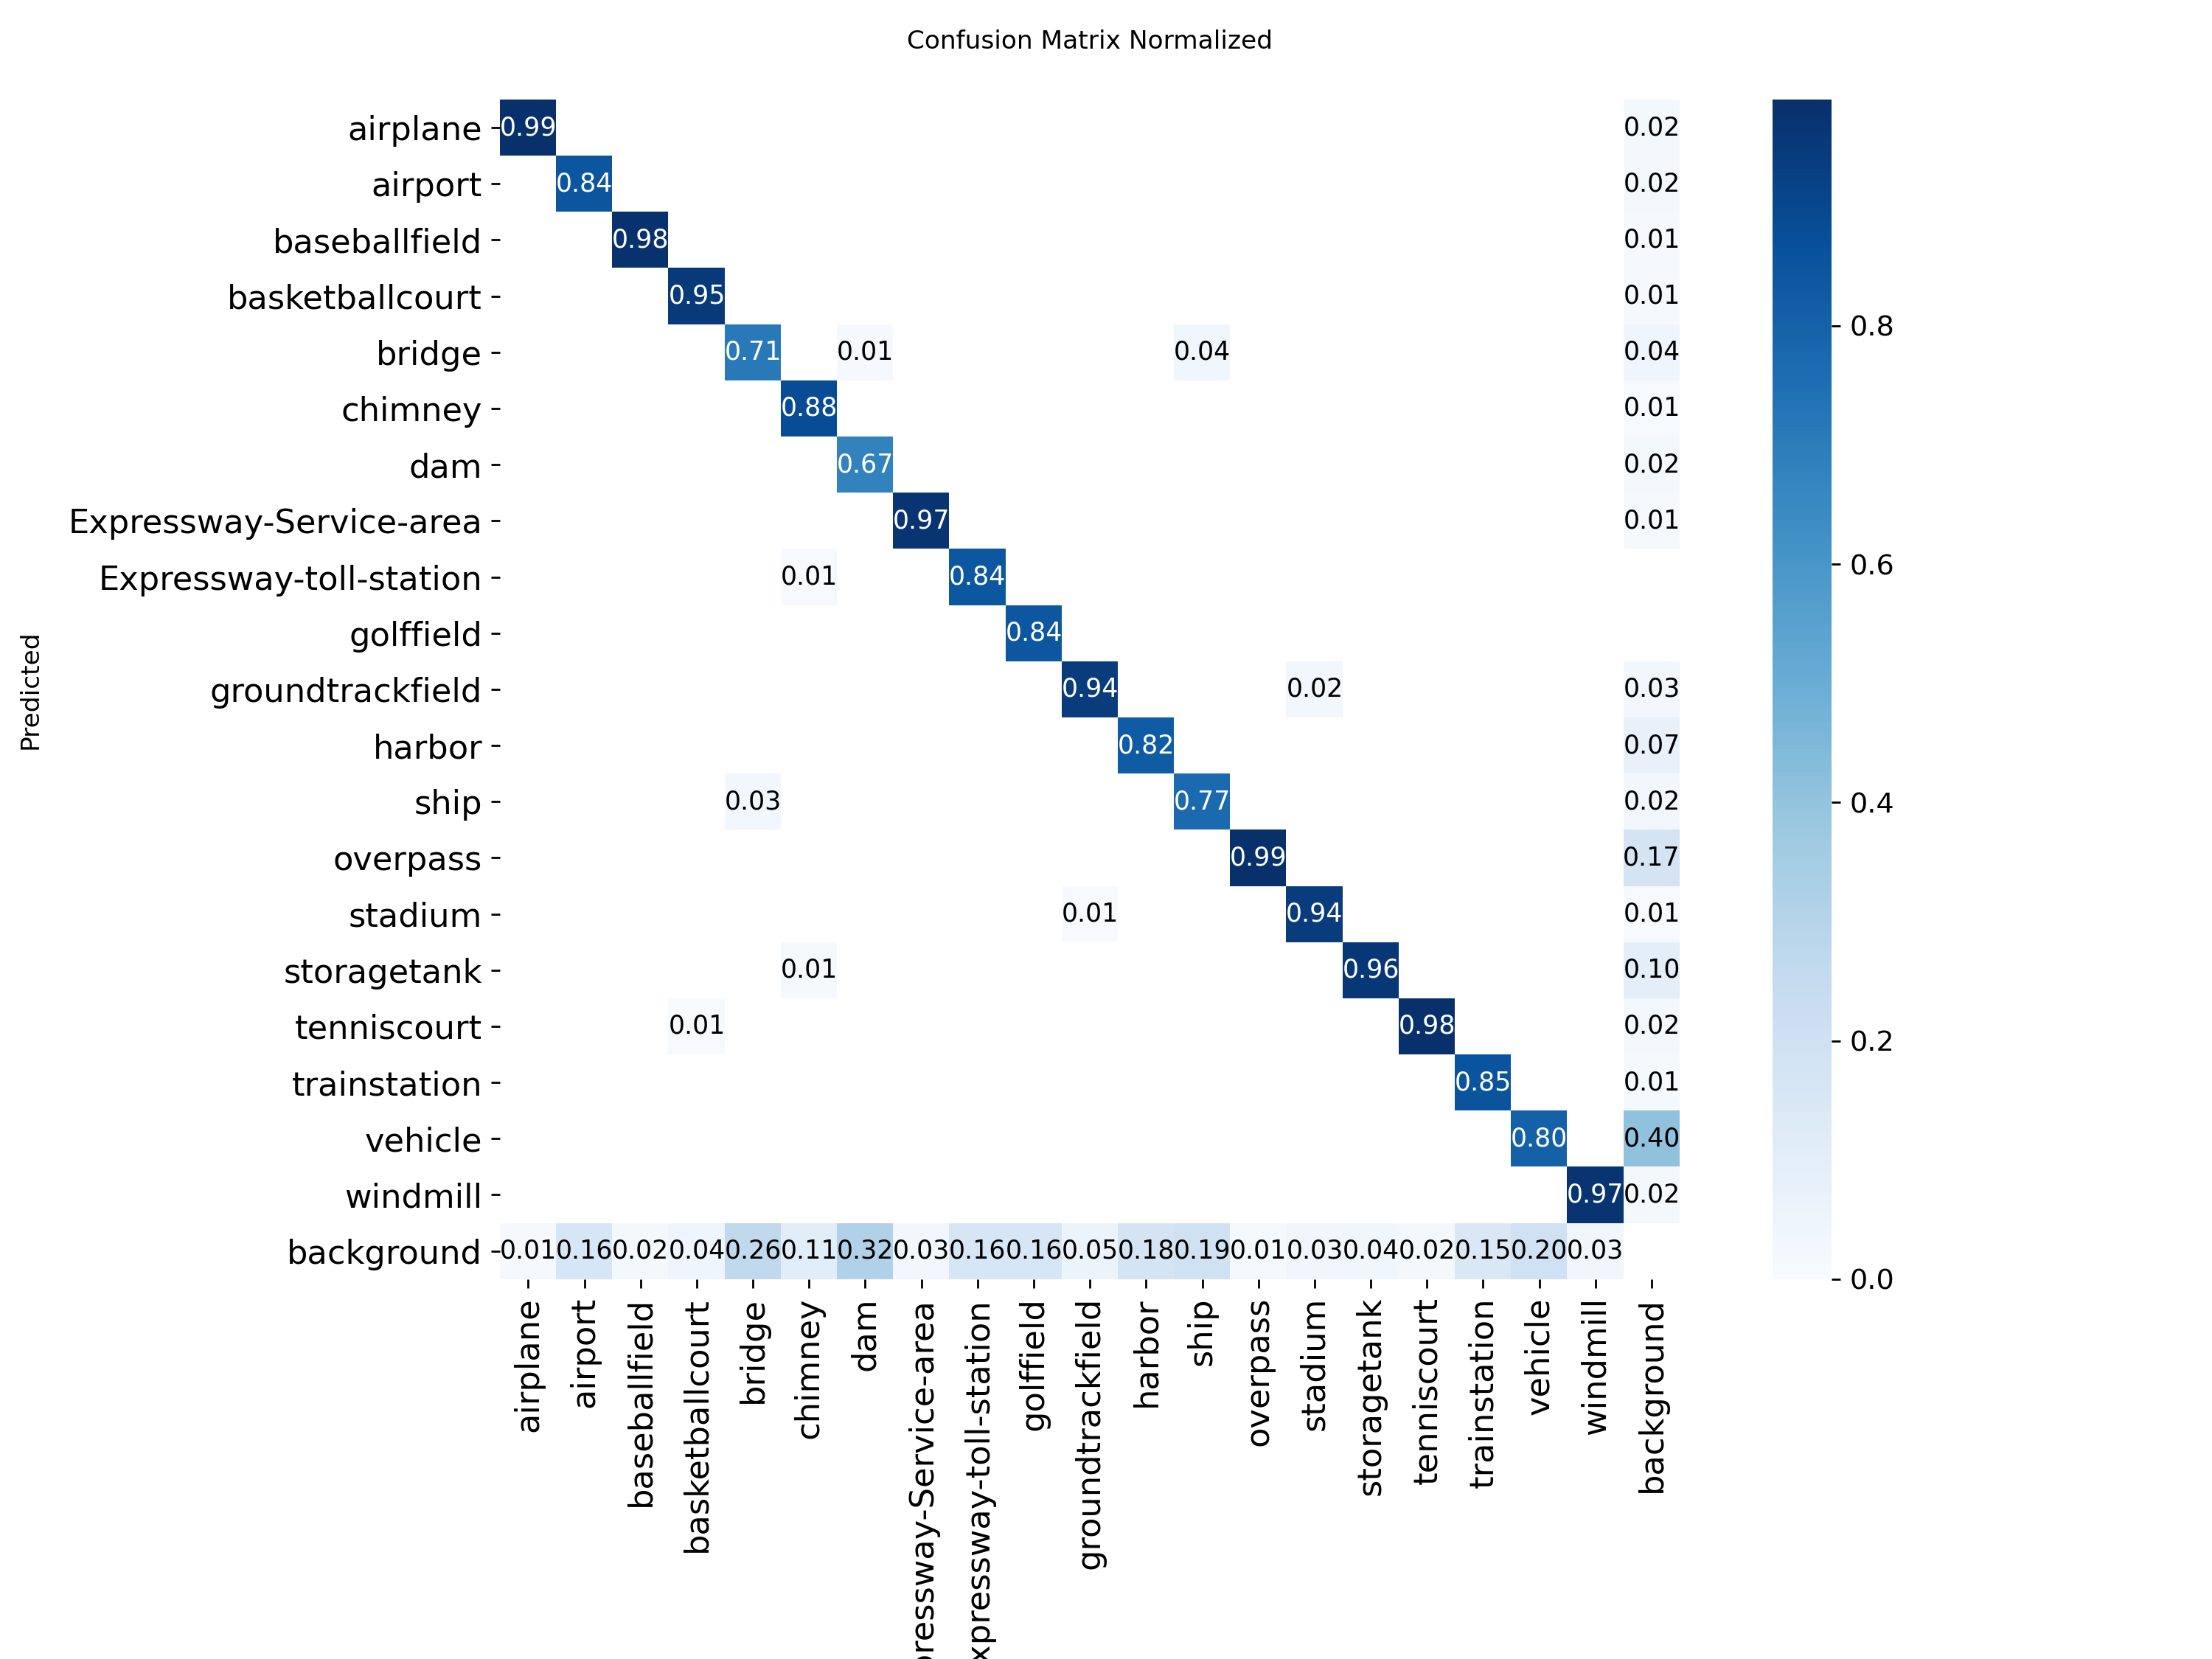 Confusion Matrix Normalized
airplane 0.99 0.02
airport 0.84 0.02
baseballfield 0.98 0.01
basketballcourt 0.95 0.01
bridge 0.71 0.01 0.04 0.04
0.8
chimney 0.88 0.01
dam 0.67 0.02
Expressway-Service-area 0.97 0.01
Expressway-toll-station 0.01 0.84
0.6
golffield 0.84
Predicted
groundtrackfield 0.94 0.02 0.03
harbor 0.82 0.07
ship 0.03 0.77 0.02
0.4
overpass 0.99 0.17
stadium 0.01 0.94 0.01
storagetank 0.01 0.96 0.10
tenniscourt 0.01 0.98 0.02
0.2
trainstation 0.85 0.01
vehicle 0.80 0.40
windmill 0.97 0.02
background 0.01 0.16 0.02 0.04 0.26 0.11 0.32 0.03 0.16 0.16 0.05 0.18 0.19 0.01 0.03 0.04 0.02 0.15 0.20 0.03
0.0
airplane
airport
baseballfield
basketballcourt
bridge
chimney
dam
pressway-Service-area
xpressway-toll-station
golffield
groundtrackfield
harbor
ship
overpass
stadium
storagetank
tenniscourt
trainstation
vehicle
windmill
background